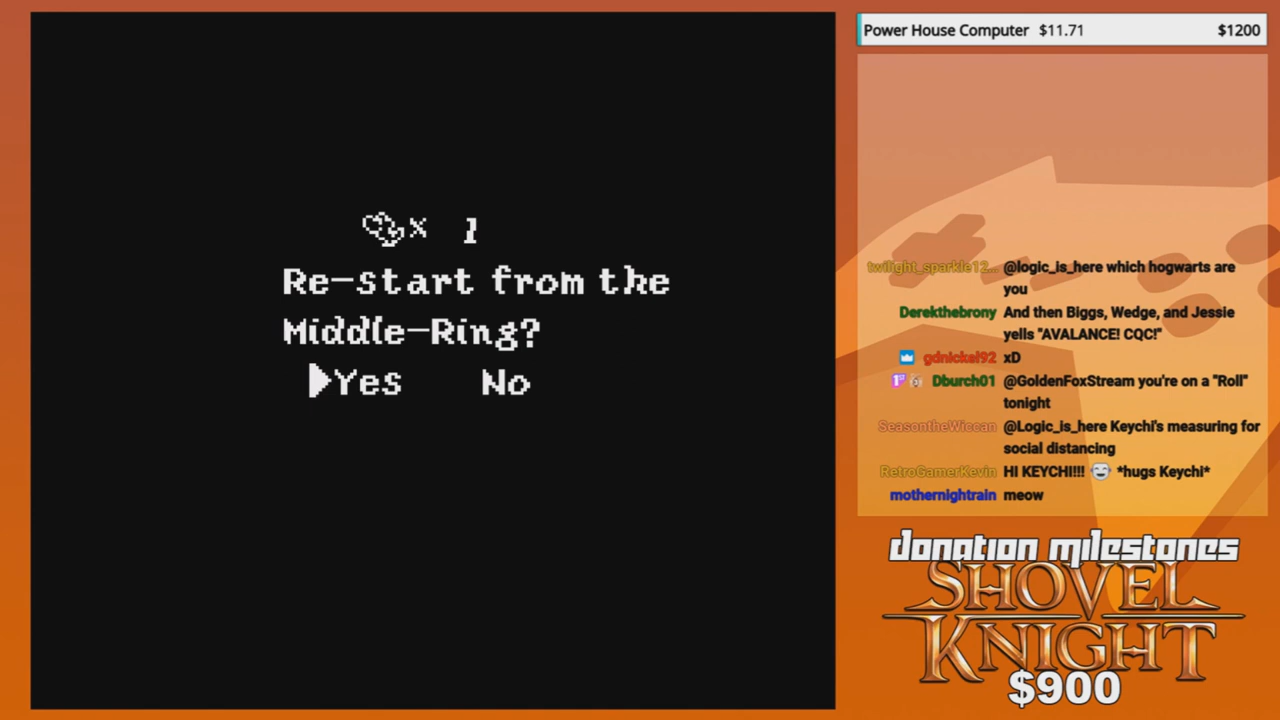 × 1
Re-start from the
Middle-Ring?
Yes No
Power House Computer $11.71 $1200
twilight_sparkle12... @logic_is_here which hogwarts are
you
Derekthebrony And then Biggs, Wedge, and Jessie
yells "AVALANCE! CQC!"
gdnickel92 xD
Dburch01 @GoldenFoxStream you're on a "Roll"
tonight
SeasontheWiccan @Logic_is_here Keychi's measuring for
social distancing
RetroGamerKevin HI KEYCHI!!! *hugs Keychi*
mothernightrain meow
donation milestones
SHOVEL
KNIGHT
$900